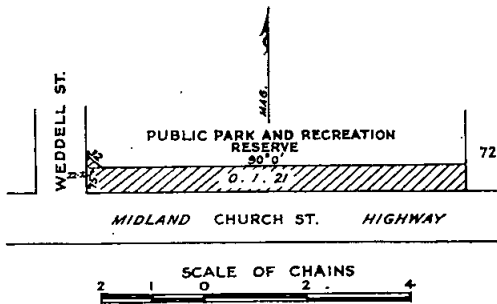 MAG.
WEDDELL ST.
PUBLIC PARK AND RECREATION
RESERVE
90°0'
0. 1. 21
72
MIDLAND CHURCH ST. HIGHWAY
SCALE OF CHAINS
2 1 0 2 4